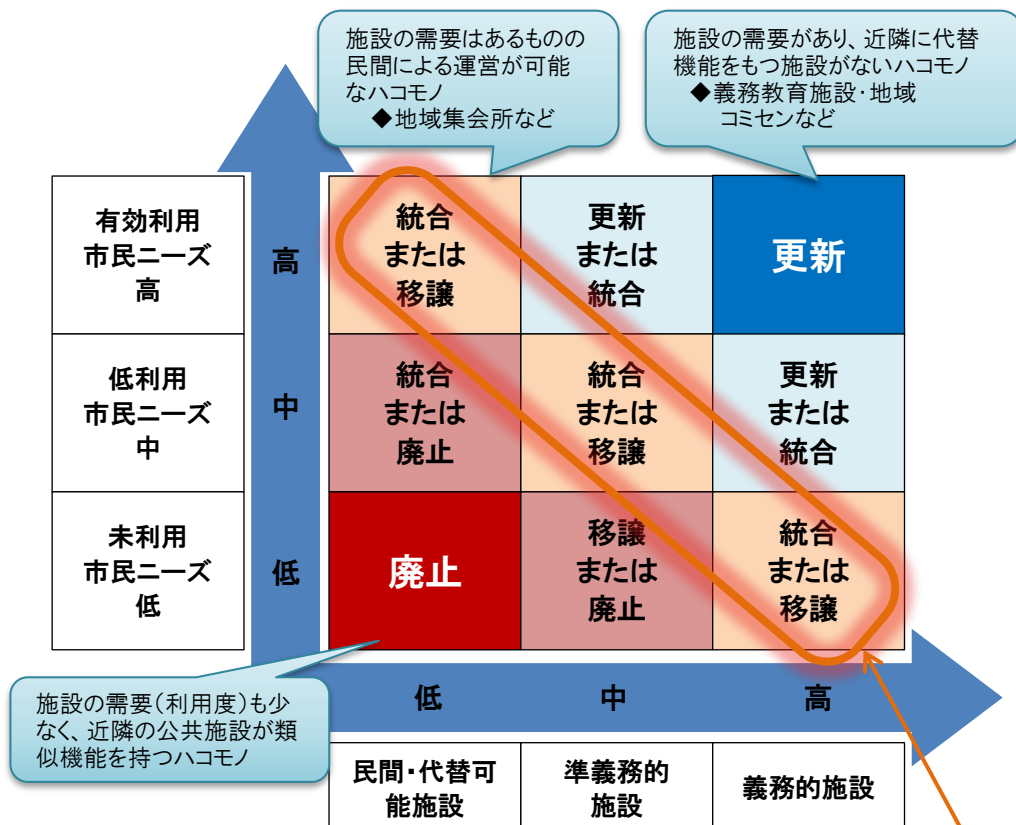 施設の需要はあるものの
民間による運営が可能
なハコモノ
◆地域集会所など
施設の需要があり、近隣に代替
機能をもつ施設がないハコモノ
◆義務教育施設・地域
コミセンなど
有効利用
市民ニーズ
高
高
統合
または
移譲
更新
または
統合
更新
低利用
市民ニーズ
中
中
統合
または
廃止
統合
または
移譲
更新
または
統合
未利用
市民ニーズ
低
低
廃止
移譲
または
廃止
統合
または
移譲
施設の需要(利用度)も少
なく、近隣の公共施設が類
似機能を持つハコモノ
低
中
高
民間・代替可
能施設
準義務的
施設
義務的施設